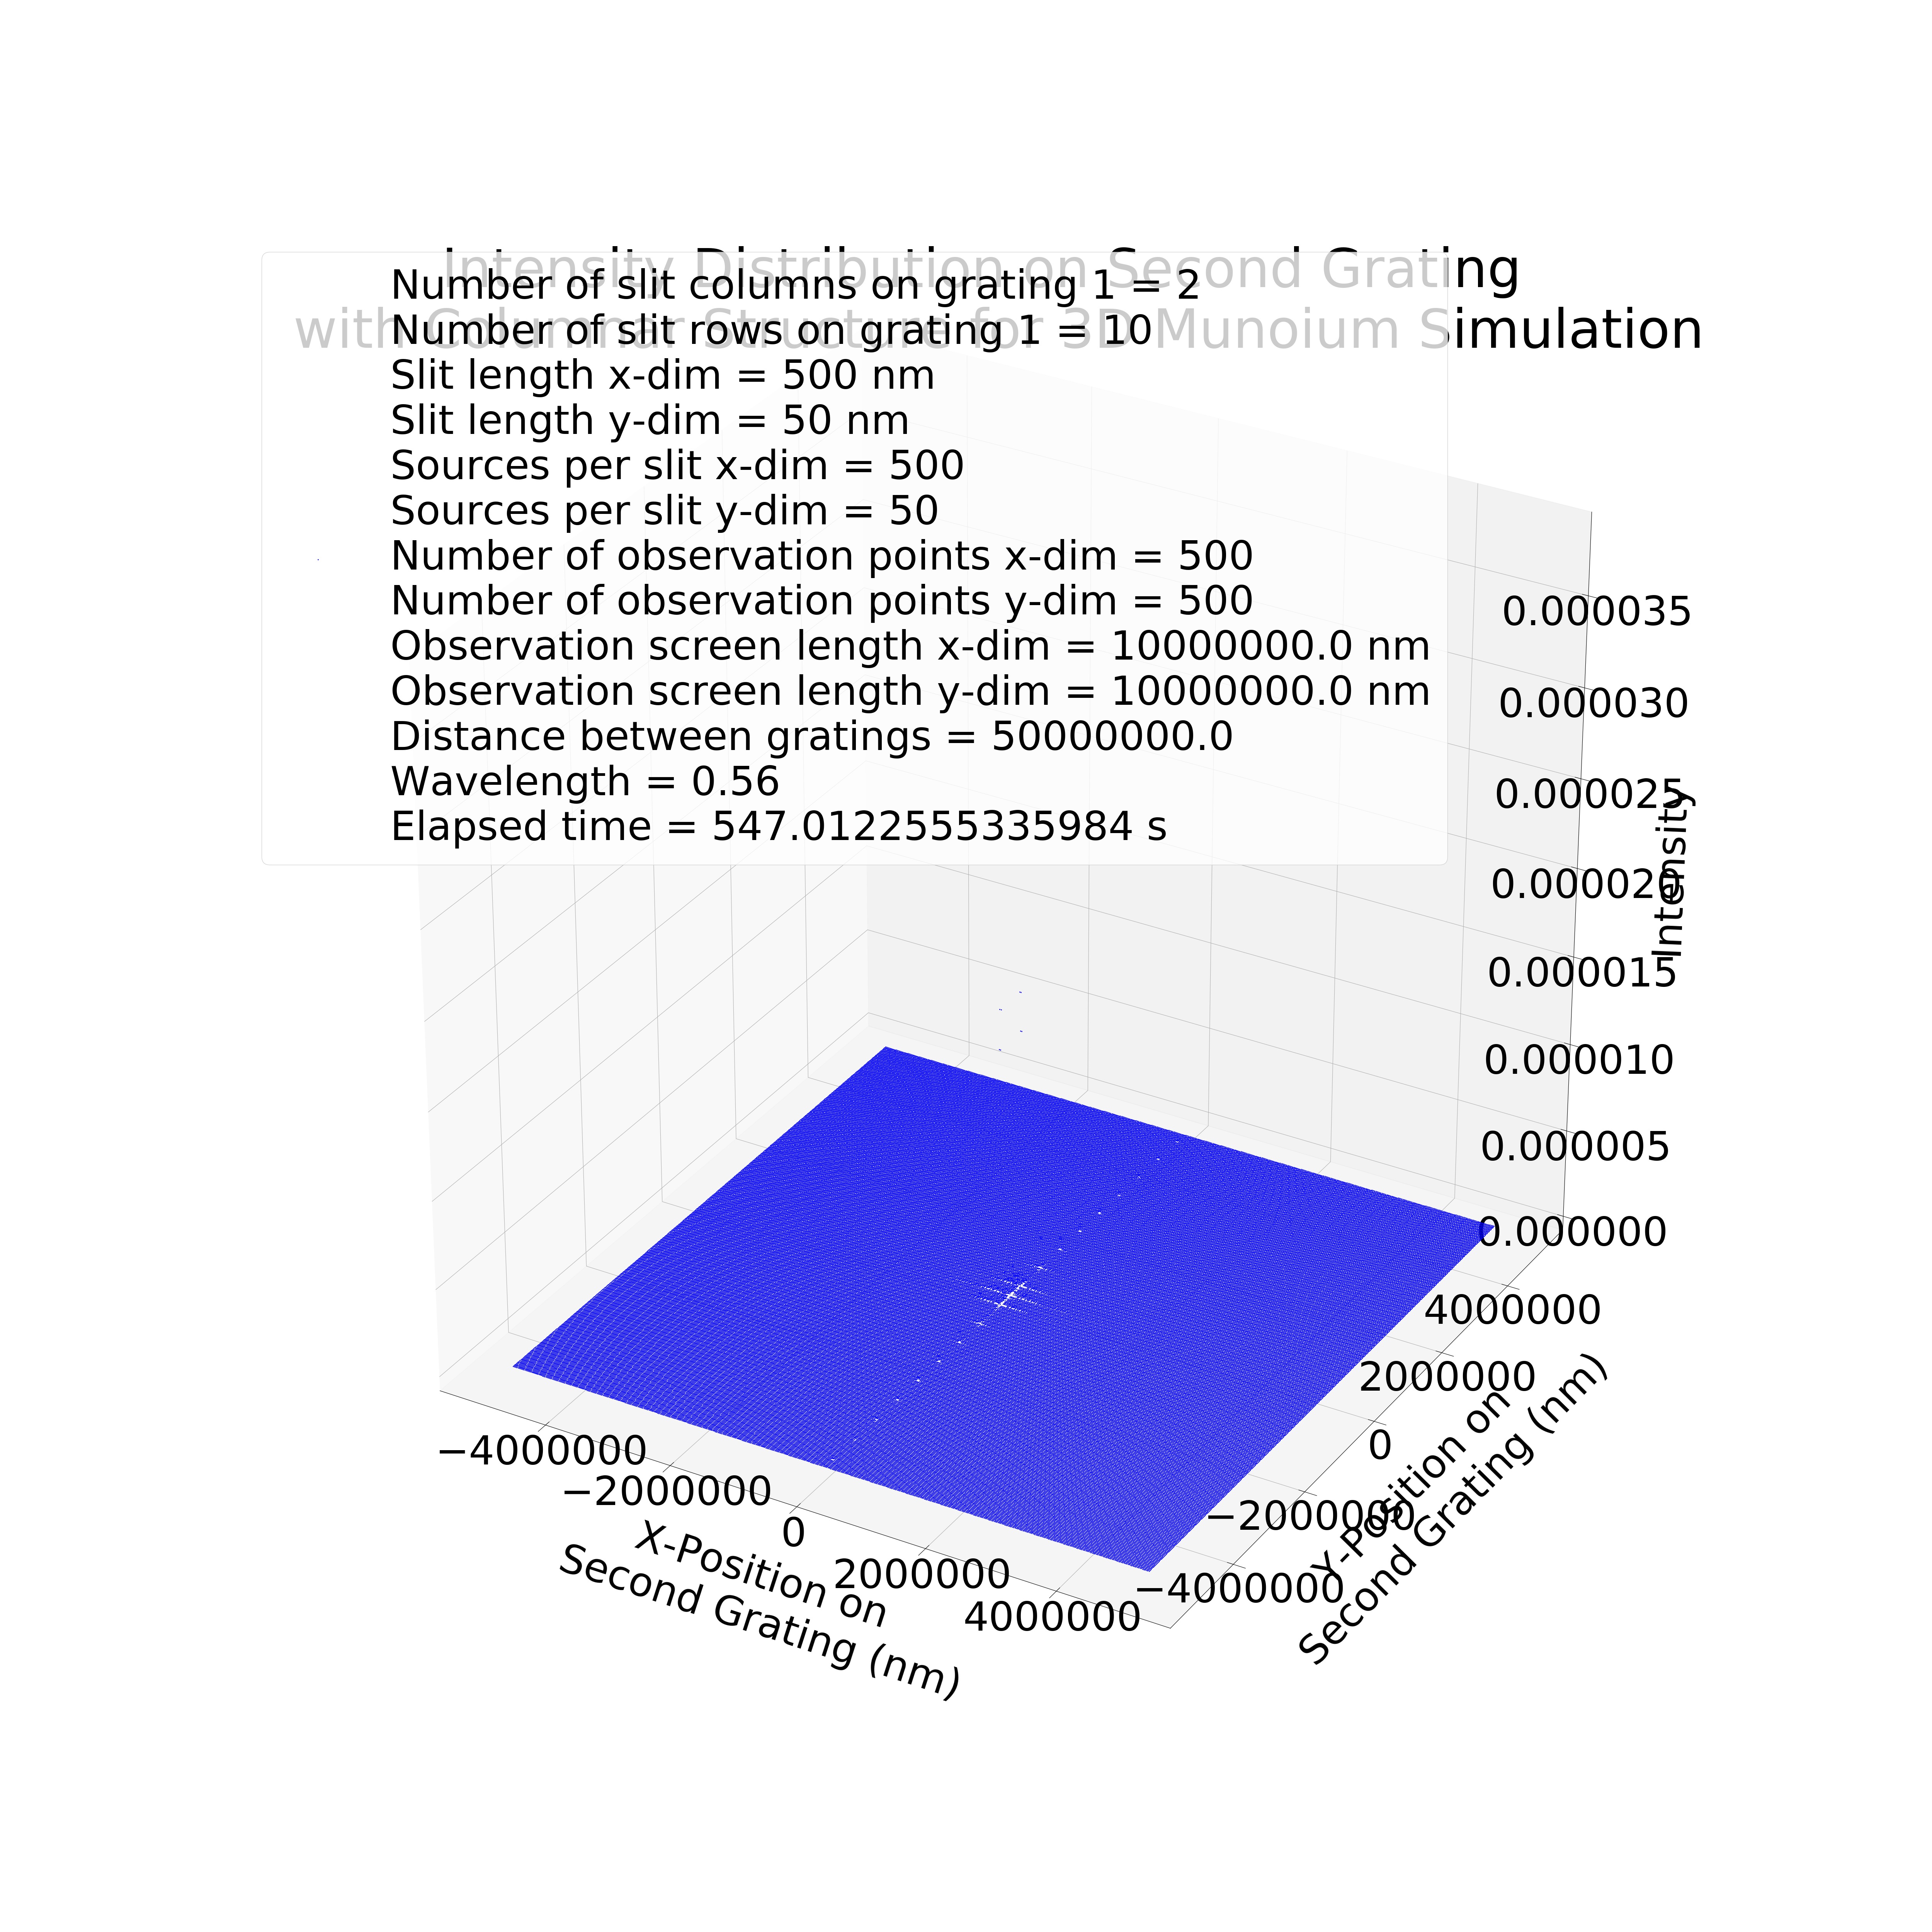 Intensity Distribution on Second Grating
with Columnar Structure for 3D Munoium Simulation
Number of slit columns on grating 1 = 2
Number of slit rows on grating 1 = 10
Slit length x-dim = 500 nm
Slit length y-dim = 50 nm
Sources per slit x-dim = 500
Sources per slit y-dim = 50
Number of observation points x-dim = 500
Number of observation points y-dim = 500
Observation screen length x-dim = 10000000.0 nm
Observation screen length y-dim = 10000000.0 nm
Distance between gratings = 50000000.0
Wavelength = 0.56
Elapsed time = 547.0122555335984 s
0.000035
0.000030
0.000025
0.000020
0.000015
0.000010
0.000005
0.000000
Intensity
4000000
2000000
0
−2000000
−4000000
Y-Position on
Second Grating (nm)
−4000000
−2000000
0
2000000
4000000
X-Position on
Second Grating (nm)